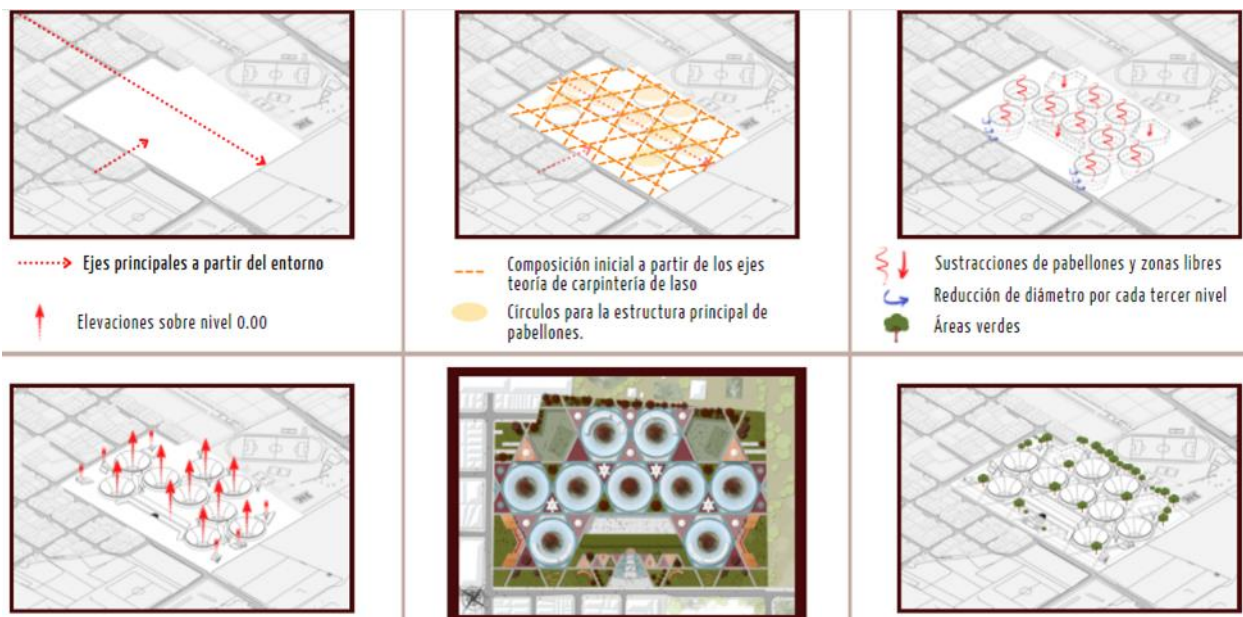 Ejes principales a partir del entorno
Elevaciones sobre nivel 0.00
Composición inicial a partir de los ejes
teoría de carpintería de laso
Círculos para la estructura principal de
pabellones.
Sustracciones de pabellones y zonas libres
Reducción de diámetro por cada tercer nivel
Áreas verdes